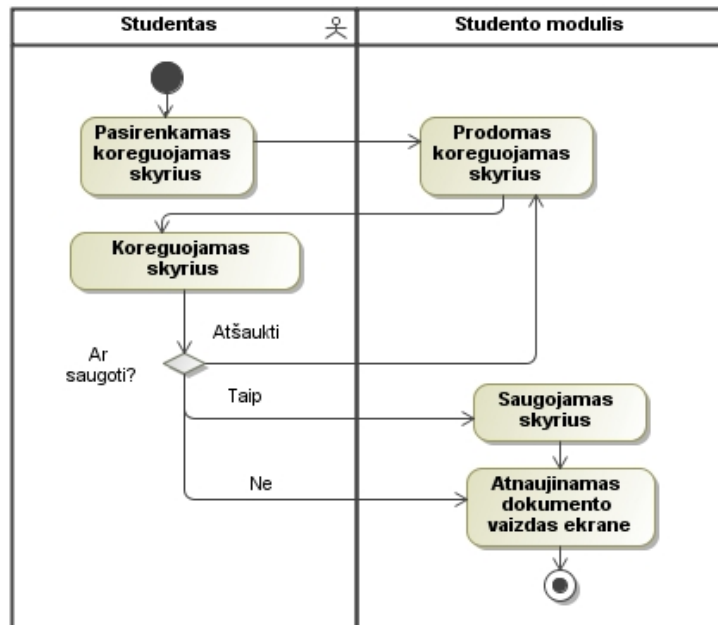 Studentas
Studento modulis
Pasirenkamas
koreguojamas
skyrius
Prodomas
koreguojamas
skyrius
Koreguojamas
skyrius
Atšaukti
Ar
saugoti?
Taip
Saugojamas
skyrius
Ne
Atnaujinamas
dokumento
vaizdas ekrane